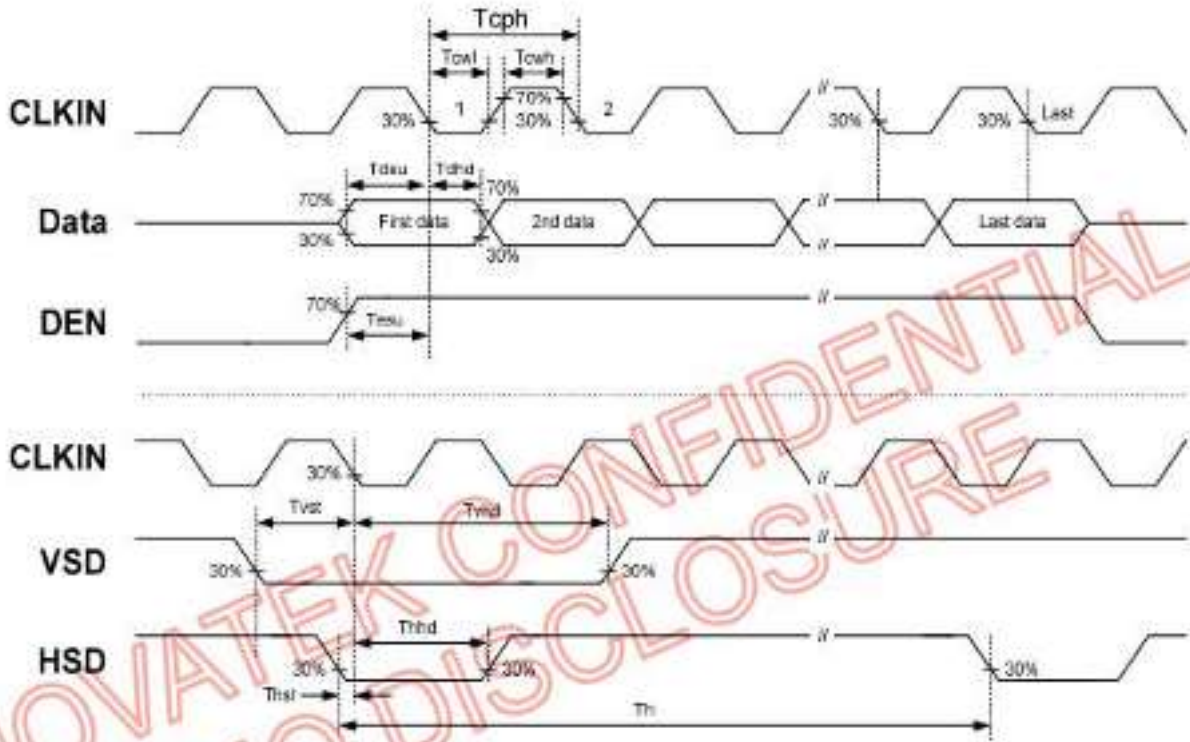 Tcph
Tcwl Tcwh
CLKIN 30% 1 70% 30% 2 // 30% 30% Last
Tdsu Tdhd
70% 70%
Data First data 2nd data // Last data
30% 30%
70% //
DEN Tesu
CLKIN 30% //
Tvst Tvhd
VSD 30% 30% //
Thhd
HSD 30% 30% // 30%
Thst
Th
NOVATEK CONFIDENTIAL
NO DISCLOSURE